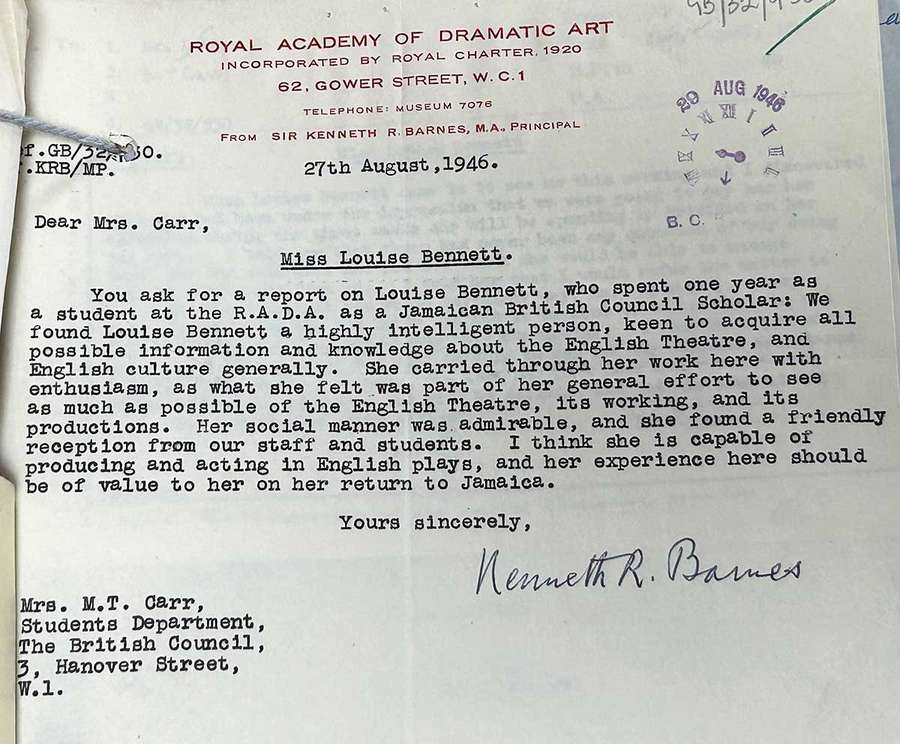 ROYAL ACADEMY OF DRAMATIC ART
INCORPORATED BY ROYAL CHARTER, 1920
62, GOWER STREET, W.C.1
TELEPHONE: MUSEUM 7076
FROM SIR KENNETH R. BARNES, M.A., PRINCIPAL
29 AUG 1946
B.C.
f.GB/32/
.KRB/MP.
27th August, 1946.
Dear Mrs. Carr,
Miss Louise Bennett.
You ask for a report on Louise Bennett, who spent one year as
a student at the R.A.D.A. as a Jamaican British Council Scholar: We
found Louise Bennett a highly intelligent person, keen to acquire all
possible information and knowledge about the English Theatre, and
English culture generally. She carried through her work here with
enthusiasm, as what she felt was part of her general effort to see
as much as possible of the English Theatre, its working, and its
productions. Her social manner was admirable, and she found a friendly
reception from our staff and students. I think she is capable of
producing and acting in English plays, and her experience here should
be of value to her on her return to Jamaica.
Yours sincerely,
Kenneth R. Barnes
Mrs. M.T. Carr,
Students Department,
The British Council,
3, Hanover Street,
W.1.